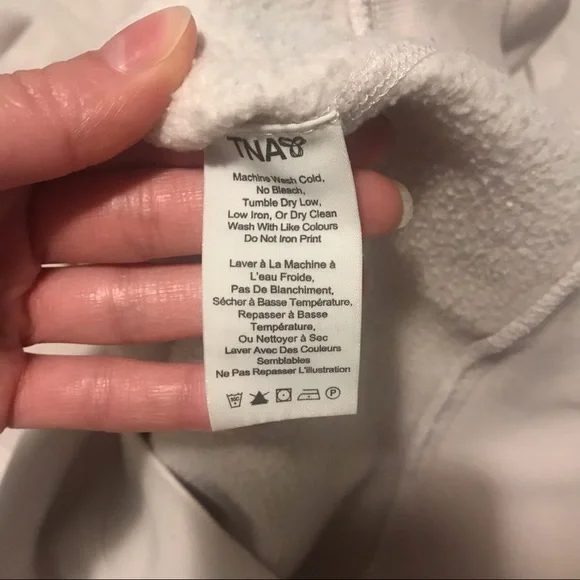 TNA
Machine Wash Cold,
No Bleach,
Tumble Dry Low,
Low Iron, Or Dry Clean
Wash With Like Colours
Do Not Iron Print
Laver à La Machine à
L'eau Froide,
Pas De Blanchiment,
Sécher à Basse Température,
Repasser à Basse
Température,
Ou Nettoyer à Sec
Laver Avec Des Couleurs
Semblables
Ne Pas Repasser L'illustration
P